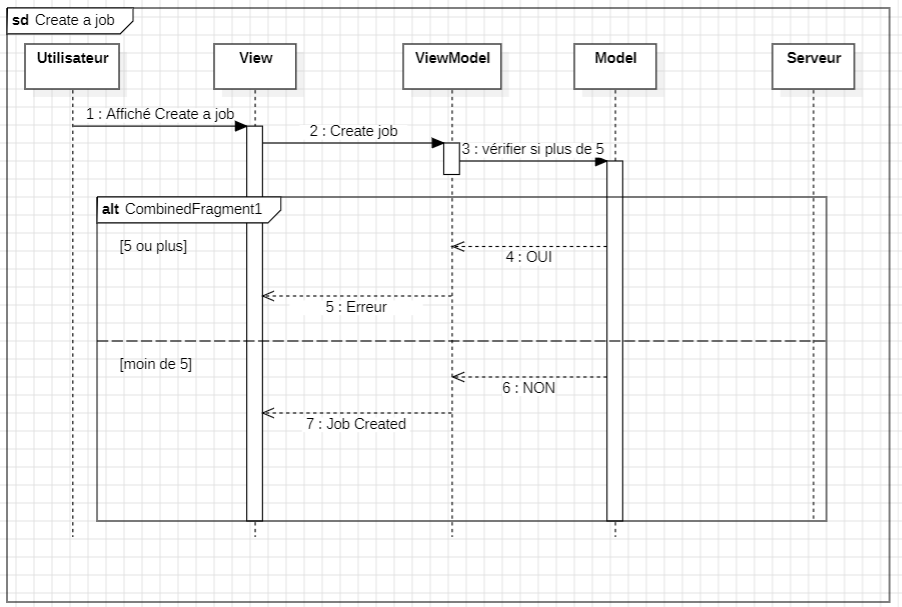 sd Create a job
Utilisateur
View
ViewModel
Model
Serveur
1 : Affiché Create a job
2 : Create job
3 : vérifier si plus de 5
alt CombinedFragment1
[5 ou plus]
4 : OUI
5 : Erreur
[moin de 5]
6 : NON
7 : Job Created